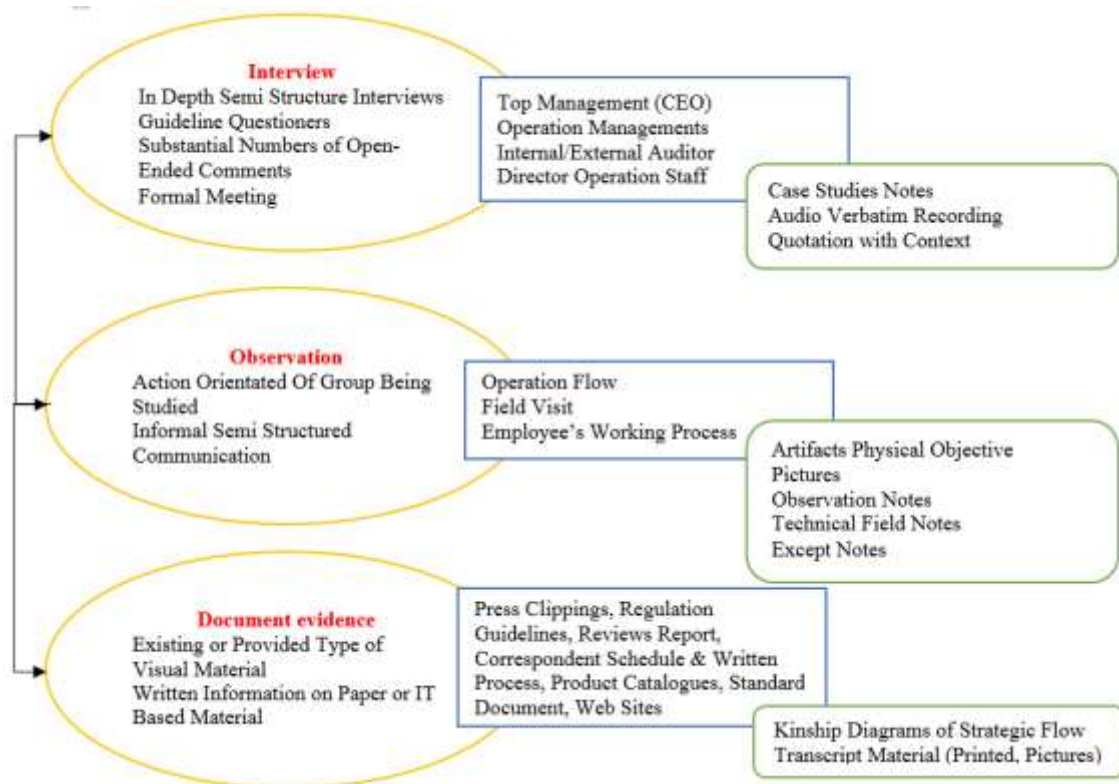 Interview
In Depth Semi Structure Interviews
Guideline Questioners
Substantial Numbers of Open-
Ended Comments
Formal Meeting
Top Management (CEO)
Operation Managements
Internal/External Auditor
Director Operation Staff
Case Studies Notes
Audio Verbatim Recording
Quotation with Context
Observation
Action Orientated Of Group Being
Studied
Informal Semi Structured
Communication
Operation Flow
Field Visit
Employee's Working Process
Artifacts Physical Objective
Pictures
Observation Notes
Technical Field Notes
Except Notes
Document evidence
Existing or Provided Type of
Visual Material
Written Information on Paper or IT
Based Material
Press Clippings, Regulation
Guidelines, Reviews Report,
Correspondent Schedule & Written
Process, Product Catalogues, Standard
Document, Web Sites
Kinship Diagrams of Strategic Flow
Transcript Material (Printed, Pictures)